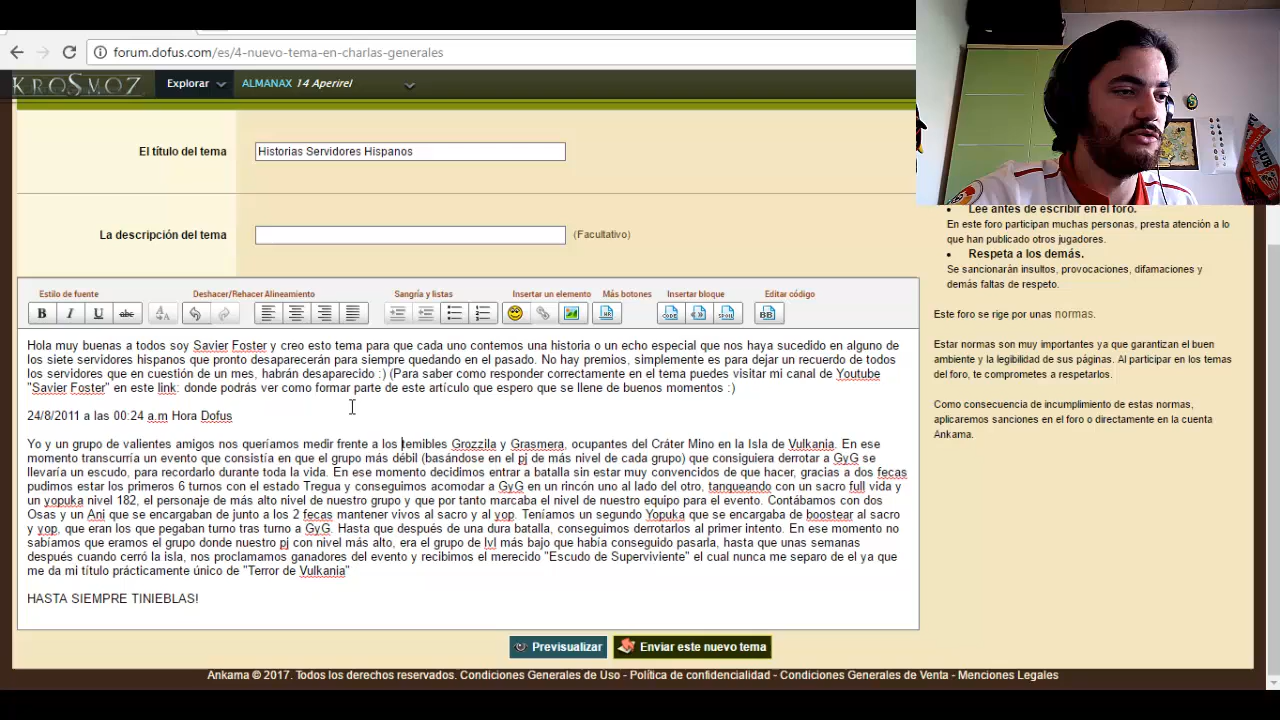 forum.dofus.com/es/4-nuevo-tema-en-charlas-generales
KROSMOZ Explorar ALMANAX 14 Aperirel
El título del tema Historias Servidores Hispanos
La descripción del tema (Facultativo)
Estilo de fuente Deshacer/Rehacer Alineamiento Sangría y listas Insertar un elemento Más botones Insertar bloque Editar código
B I U abc
Hola muy buenas a todos soy Savier Foster y creo esto tema para que cada uno contemos una historia o un echo especial que nos haya sucedido en alguno de
los siete servidores hispanos que pronto desaparecerán para siempre quedando en el pasado. No hay premios, simplemente es para dejar un recuerdo de todos
los servidores que en cuestión de un mes, habrán desaparecido :) (Para saber como responder correctamente en el tema puedes visitar mi canal de Youtube
"Savier Foster" en este link: donde podrás ver como formar parte de este artículo que espero que se llene de buenos momentos :)
24/8/2011 a las 00:24 a.m Hora Dofus
Yo y un grupo de valientes amigos nos queríamos medir frente a los temibles Grozzila y Grasmera, ocupantes del Cráter Mino en la Isla de Vulkania. En ese
momento transcurría un evento que consistía en que el grupo más débil (basándose en el pj de más nivel de cada grupo) que consiguiera derrotar a GyG se
llevaría un escudo, para recordarlo durante toda la vida. En ese momento decidimos entrar a batalla sin estar muy convencidos de que hacer, gracias a dos fecas
pudimos estar los primeros 6 turnos con el estado Tregua y conseguimos acomodar a GyG en un rincón uno al lado del otro, tanqueando con un sacro full vida y
un yopuka nivel 182, el personaje de más alto nivel de nuestro grupo y que por tanto marcaba el nivel de nuestro equipo para el evento. Contábamos con dos
Osas y un Ani que se encargaban de junto a los 2 fecas mantener vivos al sacro y al yop. Teníamos un segundo Yopuka que se encargaba de boostear al sacro
y yop, que eran los que pegaban turno tras turno a GyG. Hasta que después de una dura batalla, conseguimos derrotarlos al primer intento. En ese momento no
sabíamos que eramos el grupo donde nuestro pj con nivel más alto, era el grupo de lvl más bajo que había conseguido pasarla, hasta que unas semanas
después cuando cerró la isla, nos proclamamos ganadores del evento y recibimos el merecido "Escudo de Superviviente" el cual nunca me separo de el ya que
me da mi título prácticamente único de "Terror de Vulkania"
HASTA SIEMPRE TINIEBLAS!
Previsualizar Enviar este nuevo tema
Lee antes de escribir en el foro.
En este foro participan muchas personas, presta atención a lo
que han publicado otros jugadores.
Respeta a los demás.
Se sancionarán insultos, provocaciones, difamaciones y
demás faltas de respeto.
Este foro se rige por unas normas.
Estar normas son muy importantes ya que garantizan el buen
ambiente y la legibilidad de sus páginas. Al participar en los temas
del foro, te comprometes a respetarlos.
Como consecuencia de incumplimiento de estas normas,
aplicaremos sanciones en el foro o directamente en la cuenta
Ankama.
Ankama © 2017. Todos los derechos reservados. Condiciones Generales de Uso - Política de confidencialidad - Condiciones Generales de Venta - Menciones Legales